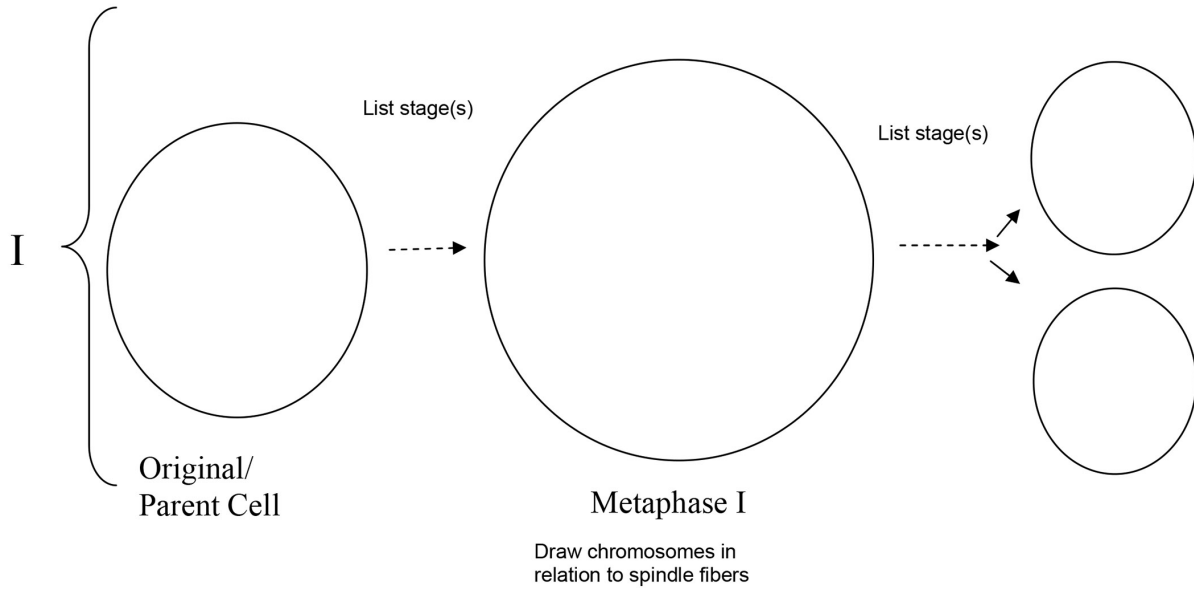 I
List stage(s)
List stage(s)
Original/
Parent Cell
Metaphase I
Draw chromosomes in
relation to spindle fibers